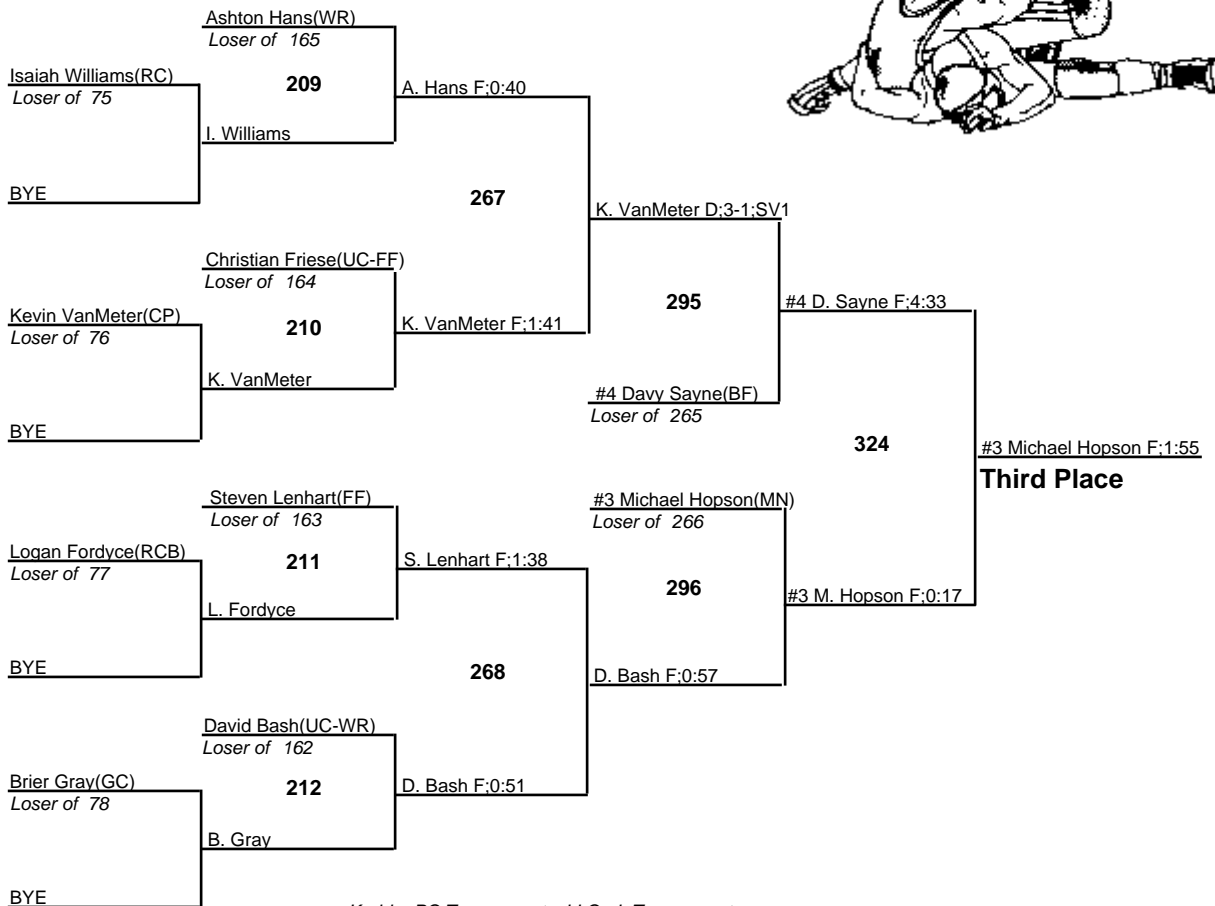 Ashton Hans(WR)
Loser of 165
Isaiah Williams(RC)
Loser of 75
209
A. Hans F;0:40
I. Williams
BYE
267
K. VanMeter D;3-1;SV1
Christian Friese(UC-FF)
Loser of 164
Kevin VanMeter(CP)
Loser of 76
210
K. VanMeter F;1:41
295
#4 D. Sayne F;4:33
K. VanMeter
#4 Davy Sayne(BF)
Loser of 265
BYE
324
#3 Michael Hopson F;1:55
Third Place
Steven Lenhart(FF)
Loser of 163
#3 Michael Hopson(MN)
Loser of 266
Logan Fordyce(RCB)
Loser of 77
211
S. Lenhart F;1:38
296
#3 M. Hopson F;0:17
L. Fordyce
BYE
268
D. Bash F;0:57
David Bash(UC-WR)
Loser of 162
Brier Gray(GC)
Loser of 78
212
D. Bash F;0:51
B. Gray
BYE